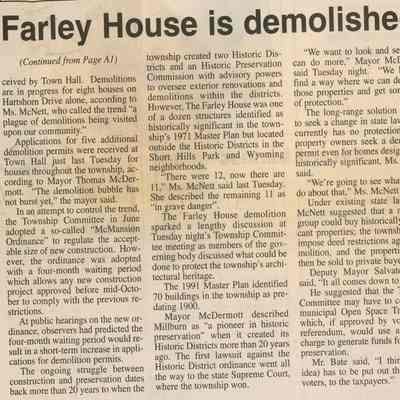 Farley House is demolishe
(Continued from Page A1)
ceived by Town Hall. Demolitions
are in progress for eight houses on
Hartshorn Drive alone, according to
Ms. McNett, who called the trend "a
plague of demolitions being visited
upon our community."
Applications for five additional
demolition permits were received at
Town Hall just last Tuesday for
houses throughout the township, ac-
cording to Mayor Thomas McDer-
mott. "The demolition bubble has
not burst yet," the mayor said.
In an attempt to control the trend,
the Township Committee in June
adopted a so-called "McMansion
Ordinance" to regulate the accept-
able size of new construction. How-
ever, the ordinance was adopted
with a four-month waiting period
which allows any new construction
project approved before mid-Octo-
ber to comply with the previous re-
strictions.
At public hearings on the new or-
dinance, observers had predicted the
four-month waiting period would re-
sult in a short-term increase in appli-
cations for demolition permits.
The ongoing struggle between
construction and preservation dates
back more than 20 years to when the
township created two Historic Dis-
tricts and an Historic Preservation
Commission with advisory powers
to oversee exterior renovations and
demolitions within the districts.
However, The Farley House was one
of a dozen structures identified as
historically significant in the town-
ship's 1971 Master Plan but located
outside the Historic Districts in the
Short Hills Park and Wyoming
neighborhoods.
"There were 12, now there are
11," Ms. McNett said last Tuesday.
She described the remaining 11 as
"in grave danger".
The Farley House demolition
sparked a lengthy discussion at
Tuesday night's Township Commit-
tee meeting as members of the gov-
erning body discussed what could be
done to protect the township's archi-
tectural heritage.
The 1991 Master Plan identified
70 buildings in the township as pre-
dating 1900.
Mayor McDermott described
Millburn as "a pioneer in historic
preservation" when it created its
Historic Districts more than 20 years
ago. The first lawsuit against the
Historic District ordinance went all
the way to the state Supreme Court,
where the township won.
"We want to look and se
can do more," Mayor McD
said Tuesday night. "We l
find a way where we can de
those properties and get som
of protection."
The long-range solution
to seek a change in state law
currently has no protection
property owners seek a de
permit even for homes design
historically significant, Ms.
said.
"We're going to see what
do about that," Ms. McNett
Under existing state la
McNett suggested that a r
group could buy historically
cant properties; the townsh
impose deed restrictions ag
molition, and the properti
then be sold to private buye
Deputy Mayor Salvato
said, "It all comes down to
He suggested that the T
Committee may have to c
municipal Open Space Tr
which, if approved by vo
referendum, would use a
charge to generate funds fo
preservation.
Mr. Bate said, "I thin
idea) has to be put out the
voters, to the taxpayers."